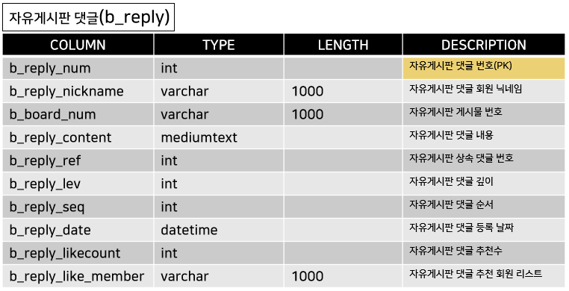 자유게시판 댓글(b_reply)
COLUMN TYPE LENGTH DESCRIPTION
b_reply_num int 자유게시판 댓글 번호(PK)
b_reply_nickname varchar 1000 자유게시판 댓글 회원 닉네임
b_board_num varchar 1000 자유게시판 게시물 번호
b_reply_content mediumtext 자유게시판 댓글 내용
b_reply_ref int 자유게시판 상속 댓글 번호
b_reply_lev int 자유게시판 댓글 깊이
b_reply_seq int 자유게시판 댓글 순서
b_reply_date datetime 자유게시판 댓글 등록 날짜
b_reply_likecount int 자유게시판 댓글 추천수
b_reply_like_member varchar 1000 자유게시판 댓글 추천 회원 리스트